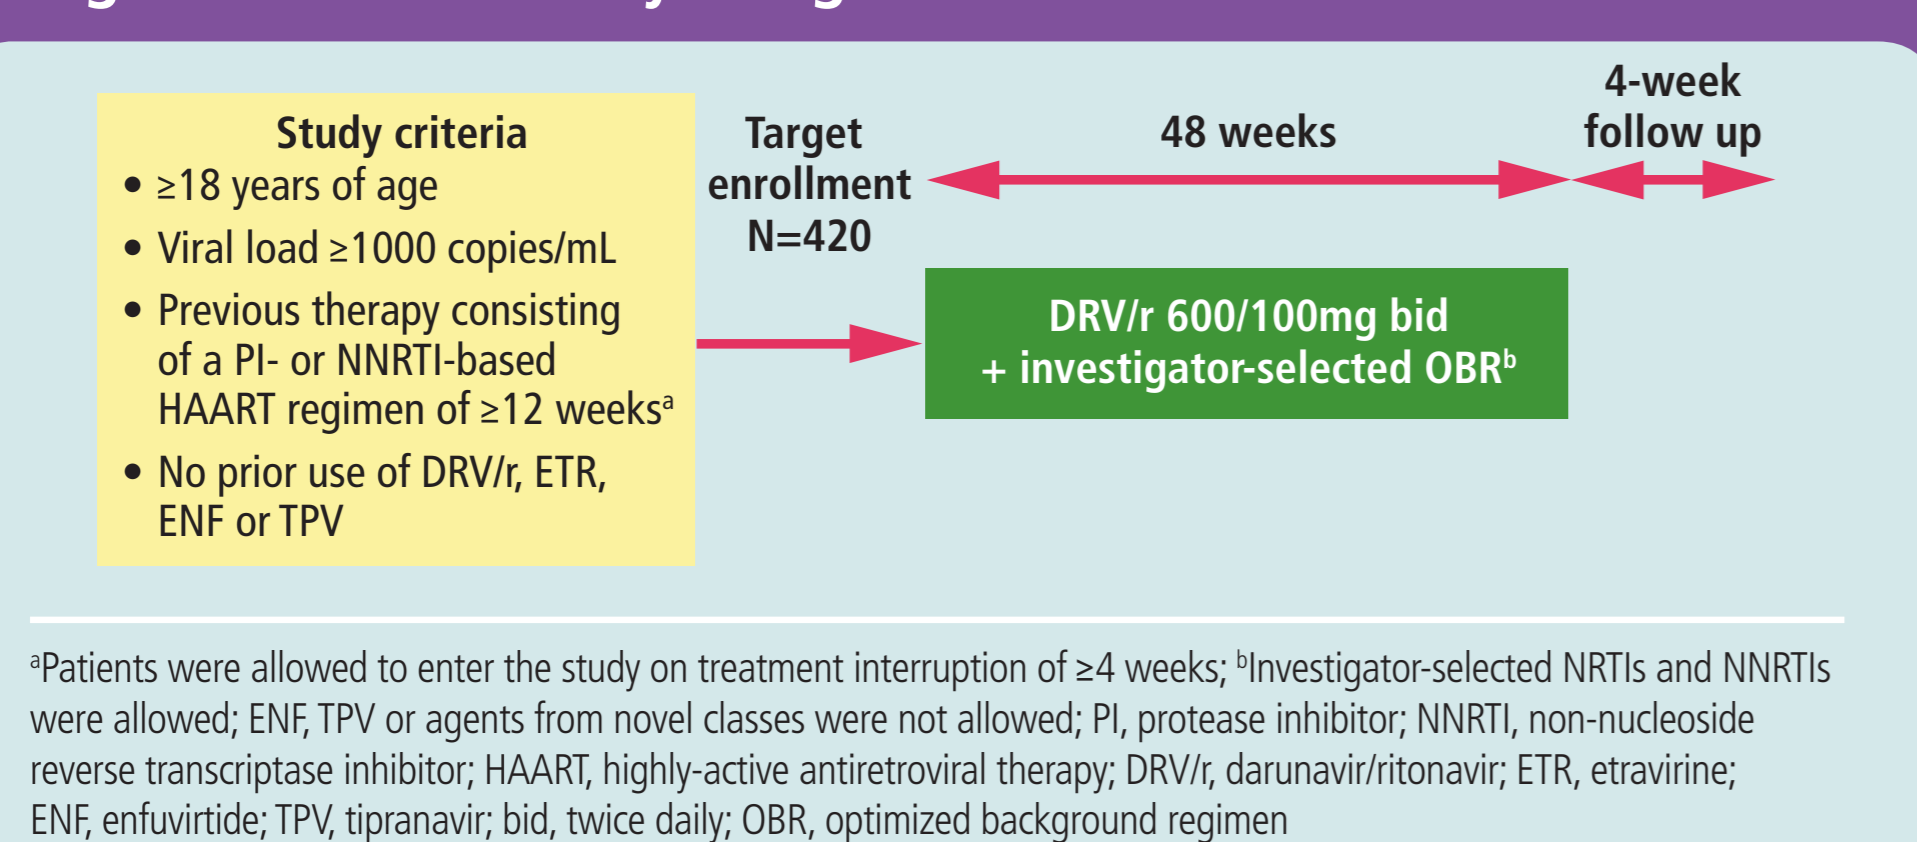 Study criteria
• ≥18 years of age
• Viral load ≥1000 copies/mL
• Previous therapy consisting
of a PI- or NNRTI-based
HAART regimen of ≥12 weeksᵃ
• No prior use of DRV/r, ETR,
ENF or TPV
Target
enrollment
N=420
48 weeks
4-week
follow up
DRV/r 600/100mg bid
+ investigator-selected OBRᵇ
ᵃPatients were allowed to enter the study on treatment interruption of ≥4 weeks; ᵇInvestigator-selected NRTIs and NNRTIs
were allowed; ENF, TPV or agents from novel classes were not allowed; PI, protease inhibitor; NNRTI, non-nucleoside
reverse transcriptase inhibitor; HAART, highly-active antiretroviral therapy; DRV/r, darunavir/ritonavir; ETR, etravirine;
ENF, enfuvirtide; TPV, tipranavir; bid, twice daily; OBR, optimized background regimen